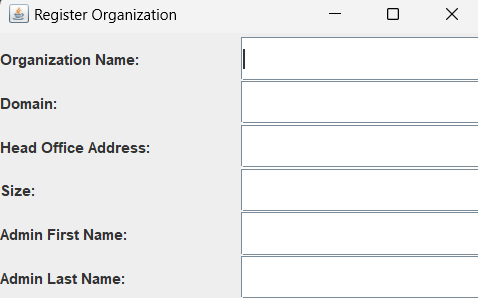 Register Organization
Organization Name:
Domain:
Head Office Address:
Size:
Admin First Name:
Admin Last Name: